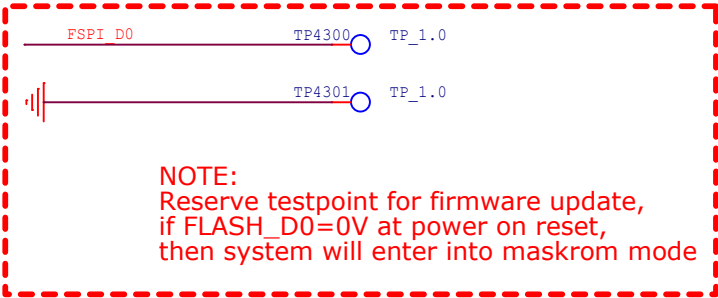 FSPI_D0 TP4300 TP_1.0
TP4301 TP_1.0
NOTE:
Reserve testpoint for firmware update,
if FLASH_D0=0V at power on reset,
then system will enter into maskrom mode